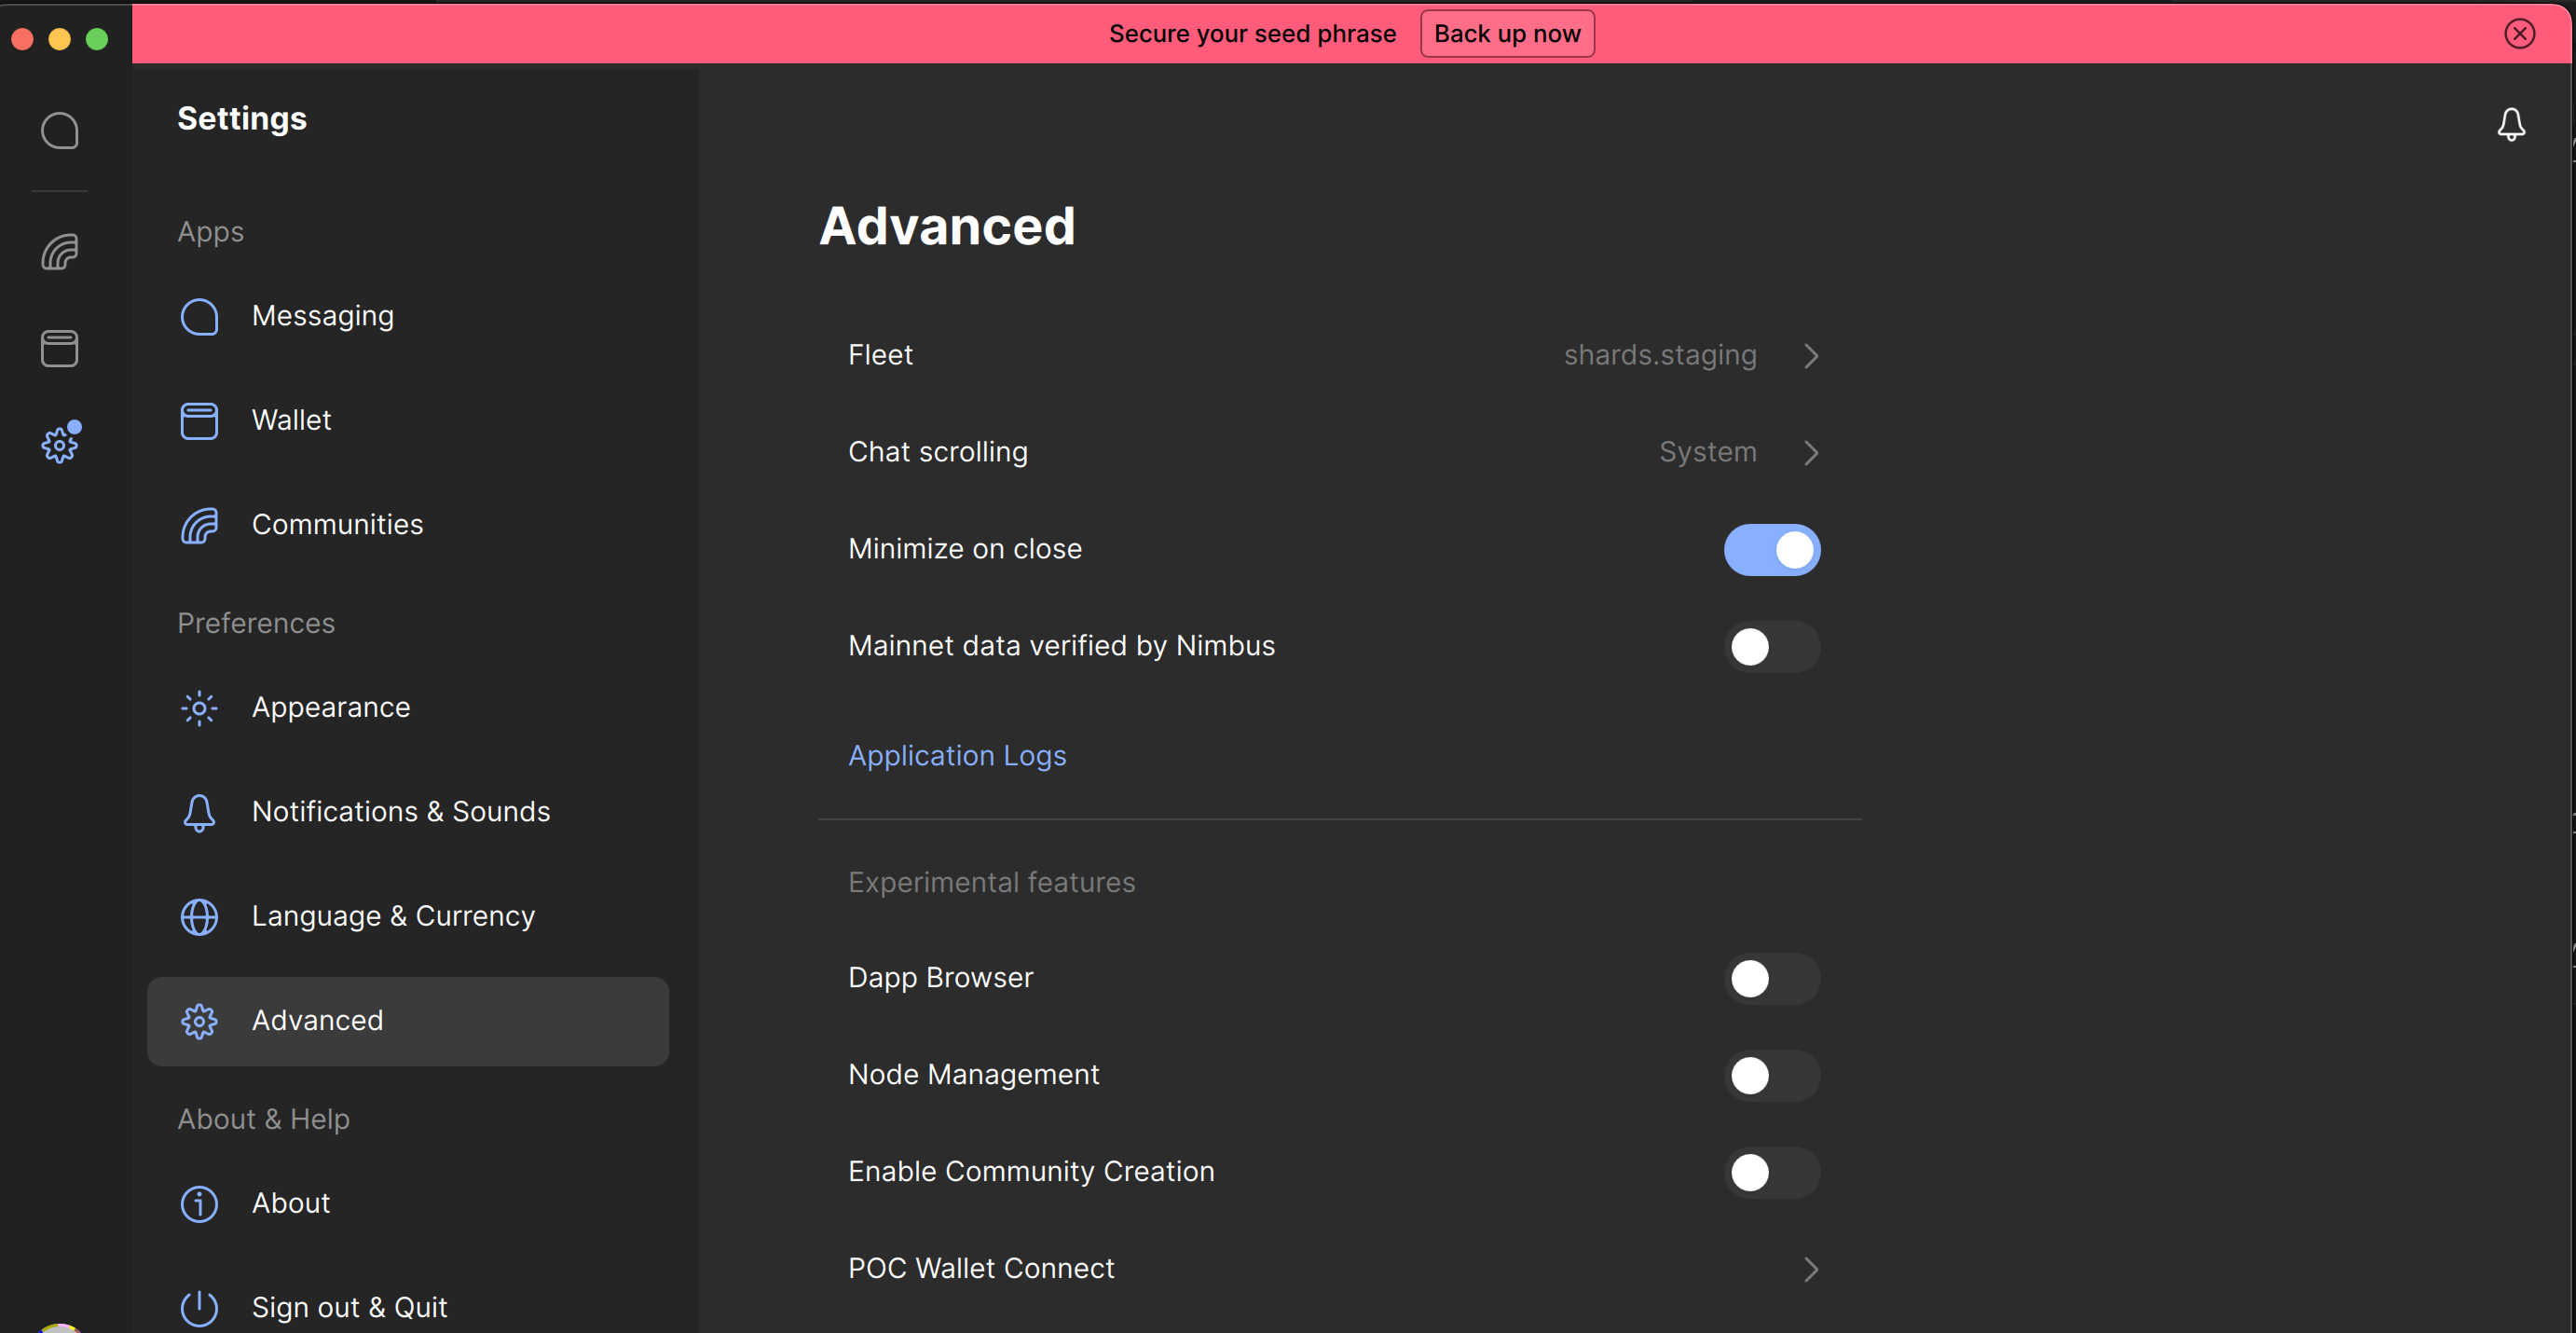 Secure your seed phrase
Back up now
Settings
Apps
Messaging
Wallet
Communities
Preferences
Appearance
Notifications & Sounds
Language & Currency
Advanced
About & Help
About
Sign out & Quit
Advanced
Fleet shards.staging
Chat scrolling System
Minimize on close
Mainnet data verified by Nimbus
Application Logs
Experimental features
Dapp Browser
Node Management
Enable Community Creation
POC Wallet Connect